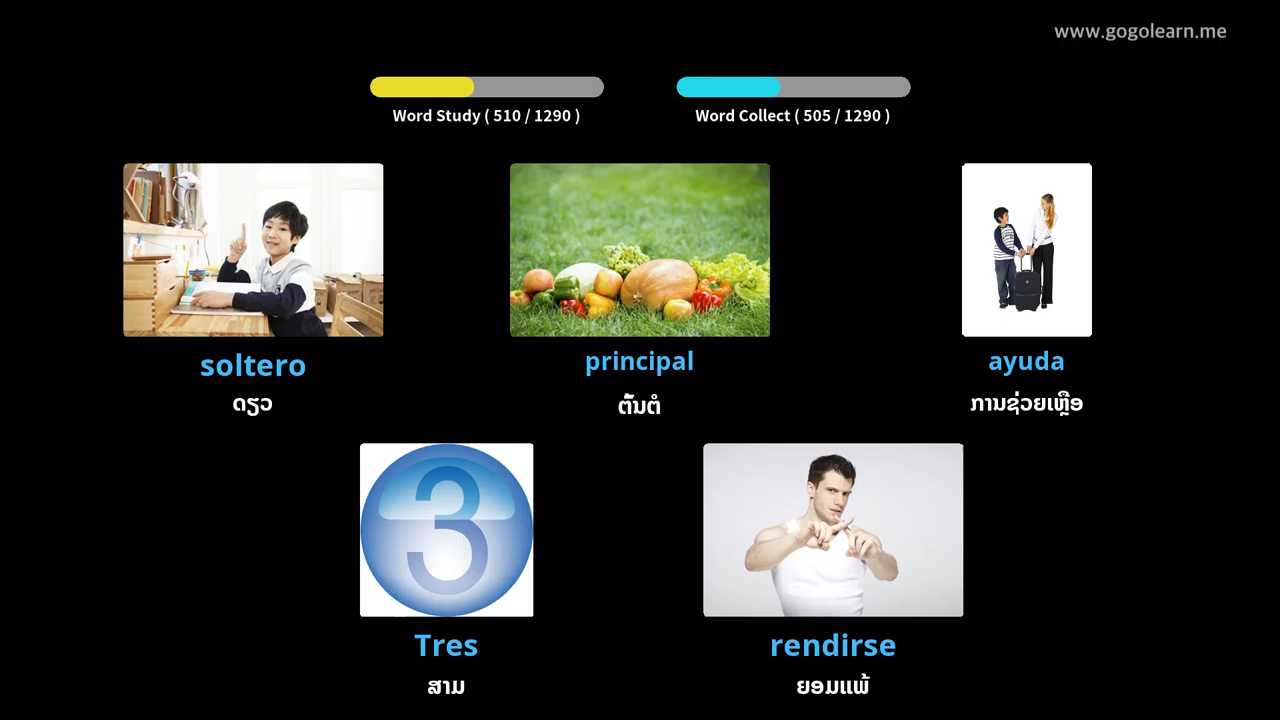 www.gogolearn.me
Word Study ( 510 / 1290 )
Word Collect ( 505 / 1290 )
soltero
ດຽວ
principal
ຕົ້ນຕໍ
ayuda
ການຊ່ວຍເຫຼືອ
3
Tres
ສາມ
rendirse
ຍອມແພ້